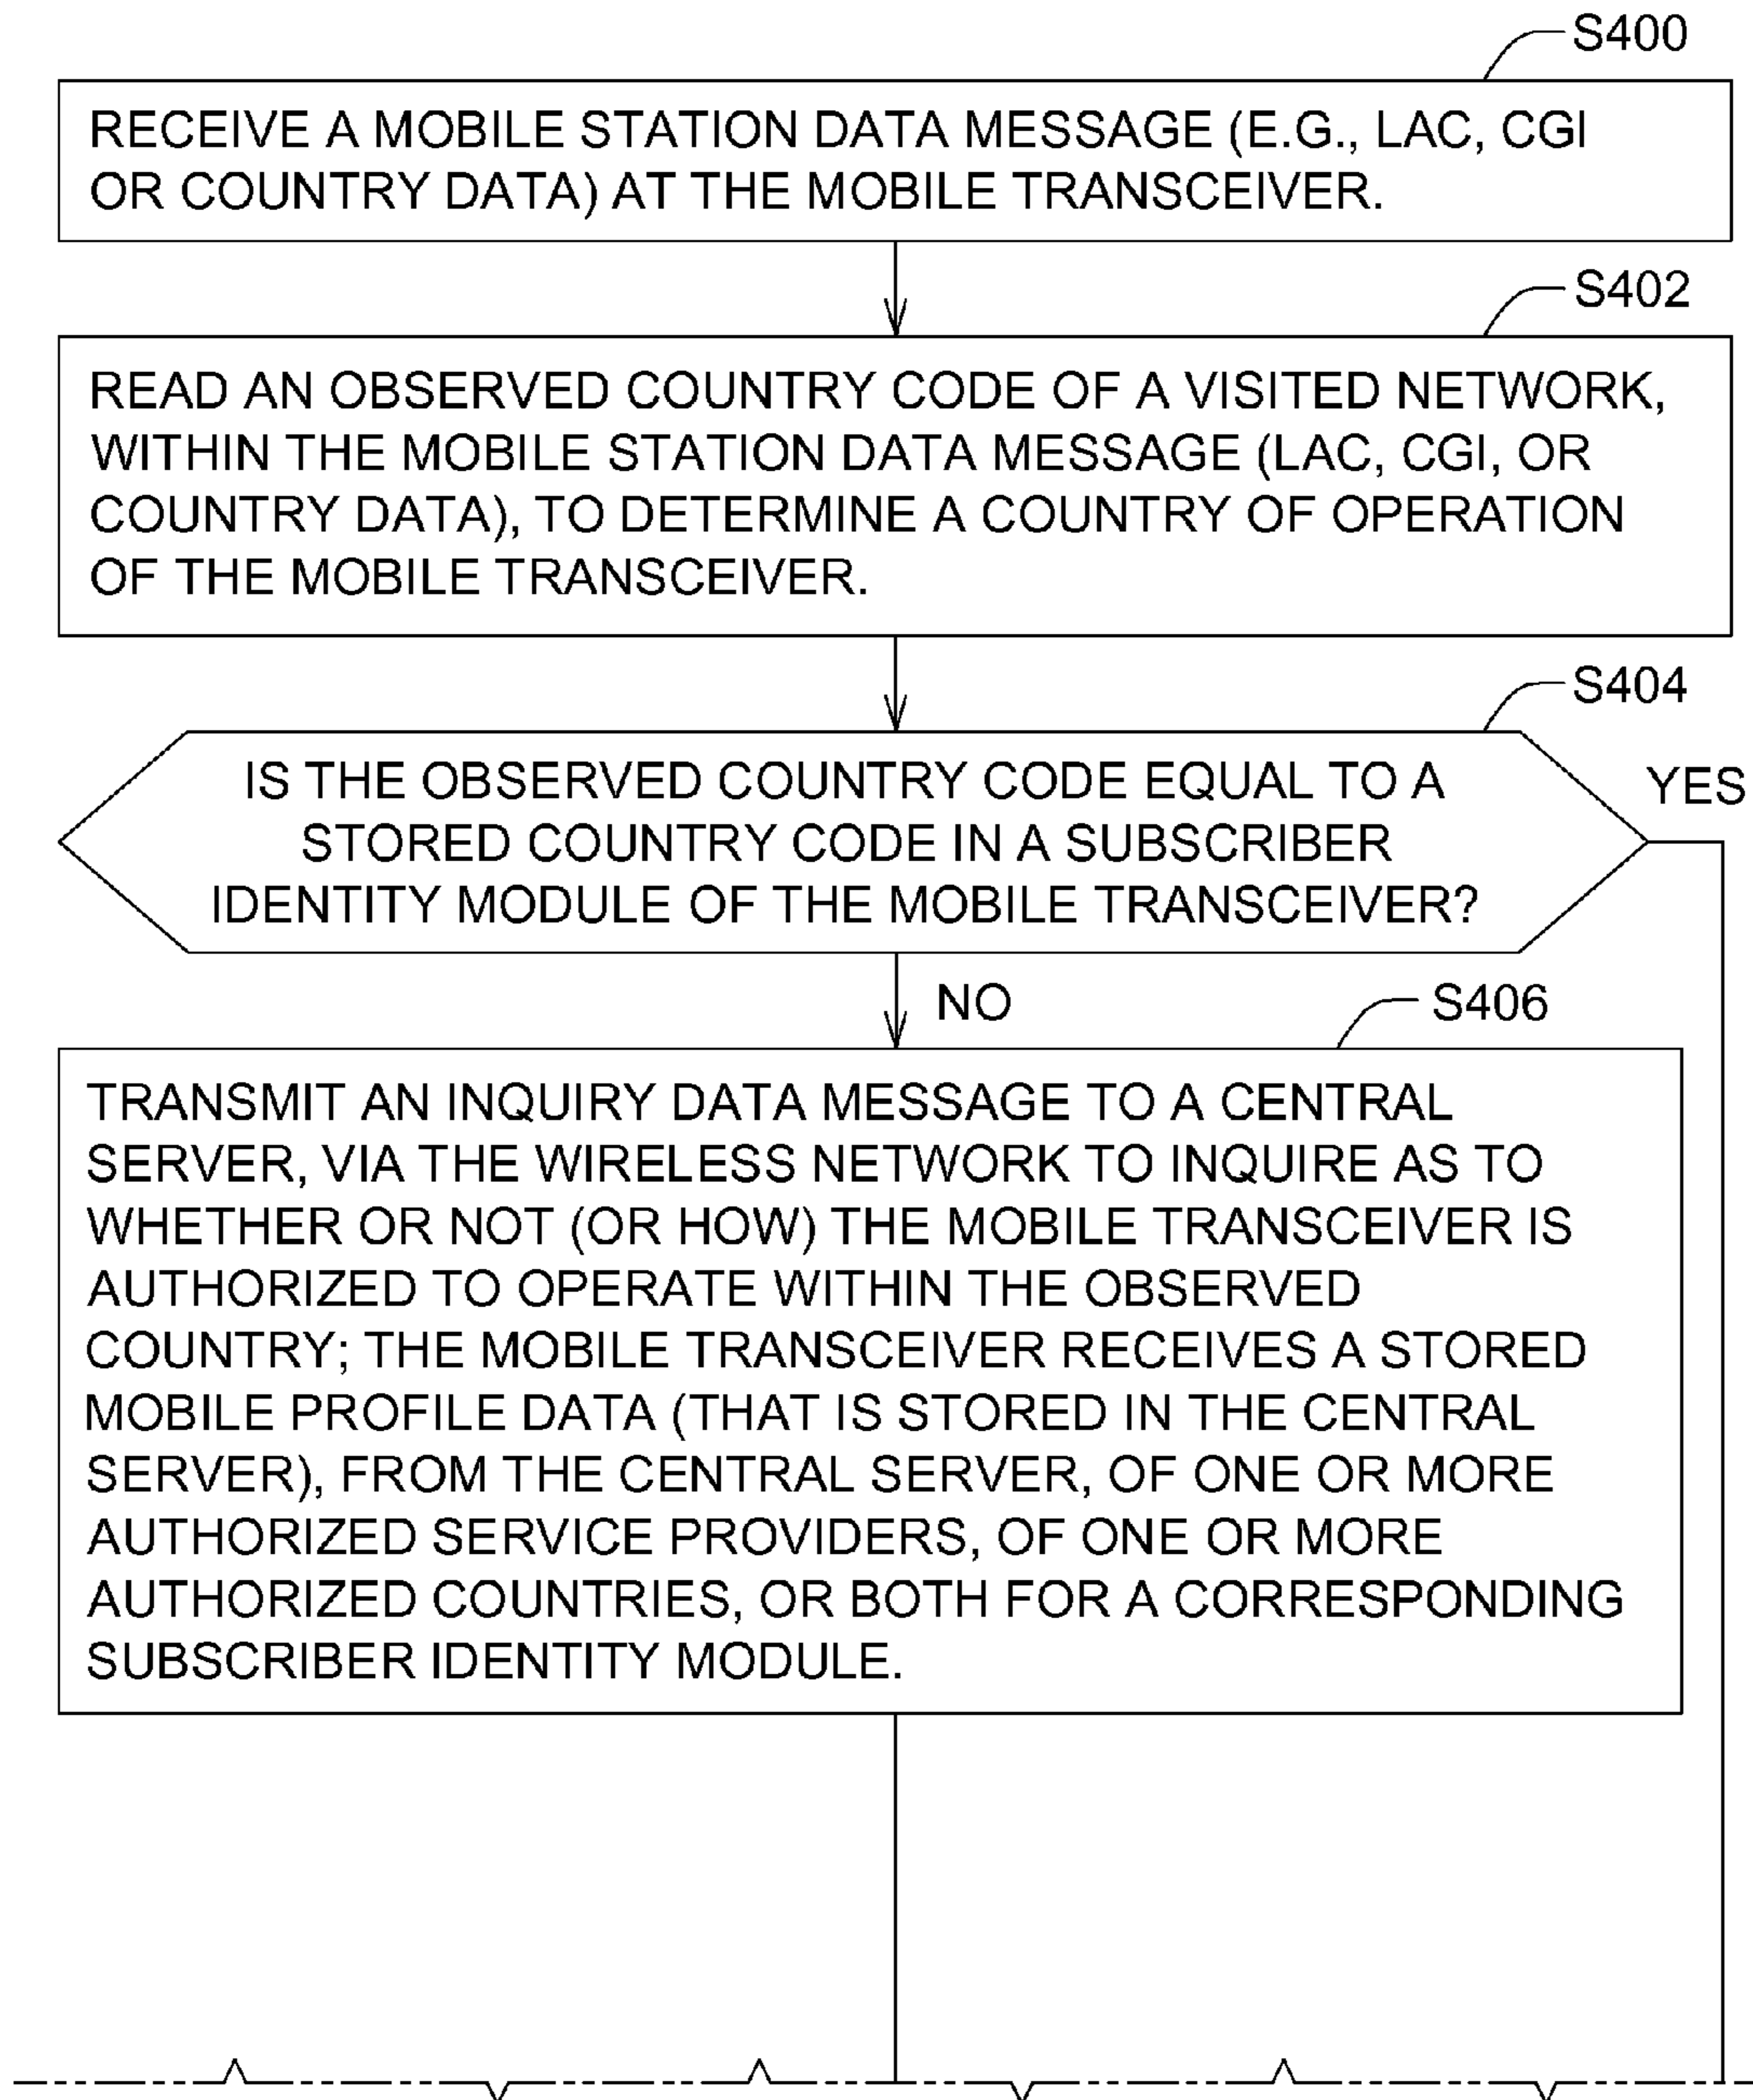 S400
RECEIVE A MOBILE STATION DATA MESSAGE (E.G., LAC, CGI
OR COUNTRY DATA) AT THE MOBILE TRANSCEIVER.
S402
READ AN OBSERVED COUNTRY CODE OF A VISITED NETWORK,
WITHIN THE MOBILE STATION DATA MESSAGE (LAC, CGI, OR
COUNTRY DATA), TO DETERMINE A COUNTRY OF OPERATION
OF THE MOBILE TRANSCEIVER.
S404
IS THE OBSERVED COUNTRY CODE EQUAL TO A
STORED COUNTRY CODE IN A SUBSCRIBER
IDENTITY MODULE OF THE MOBILE TRANSCEIVER?
YES
NO
S406
TRANSMIT AN INQUIRY DATA MESSAGE TO A CENTRAL
SERVER, VIA THE WIRELESS NETWORK TO INQUIRE AS TO
WHETHER OR NOT (OR HOW) THE MOBILE TRANSCEIVER IS
AUTHORIZED TO OPERATE WITHIN THE OBSERVED
COUNTRY; THE MOBILE TRANSCEIVER RECEIVES A STORED
MOBILE PROFILE DATA (THAT IS STORED IN THE CENTRAL
SERVER), FROM THE CENTRAL SERVER, OF ONE OR MORE
AUTHORIZED SERVICE PROVIDERS, OF ONE OR MORE
AUTHORIZED COUNTRIES, OR BOTH FOR A CORRESPONDING
SUBSCRIBER IDENTITY MODULE.